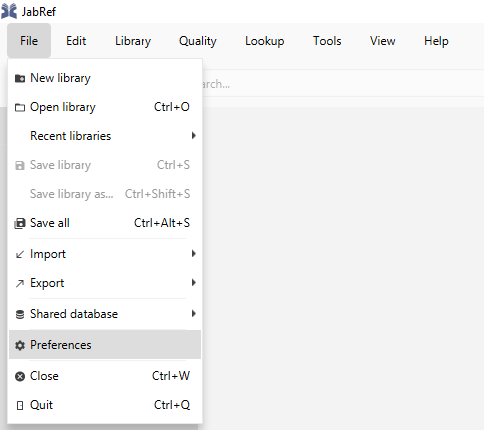 JabRef
File Edit Library Quality Lookup Tools View Help
arch...
New library
Open library Ctrl+O
Recent libraries
Save library Ctrl+S
Save library as... Ctrl+Shift+S
Save all Ctrl+Alt+S
Import
Export
Shared database
Preferences
Close Ctrl+W
Quit Ctrl+Q